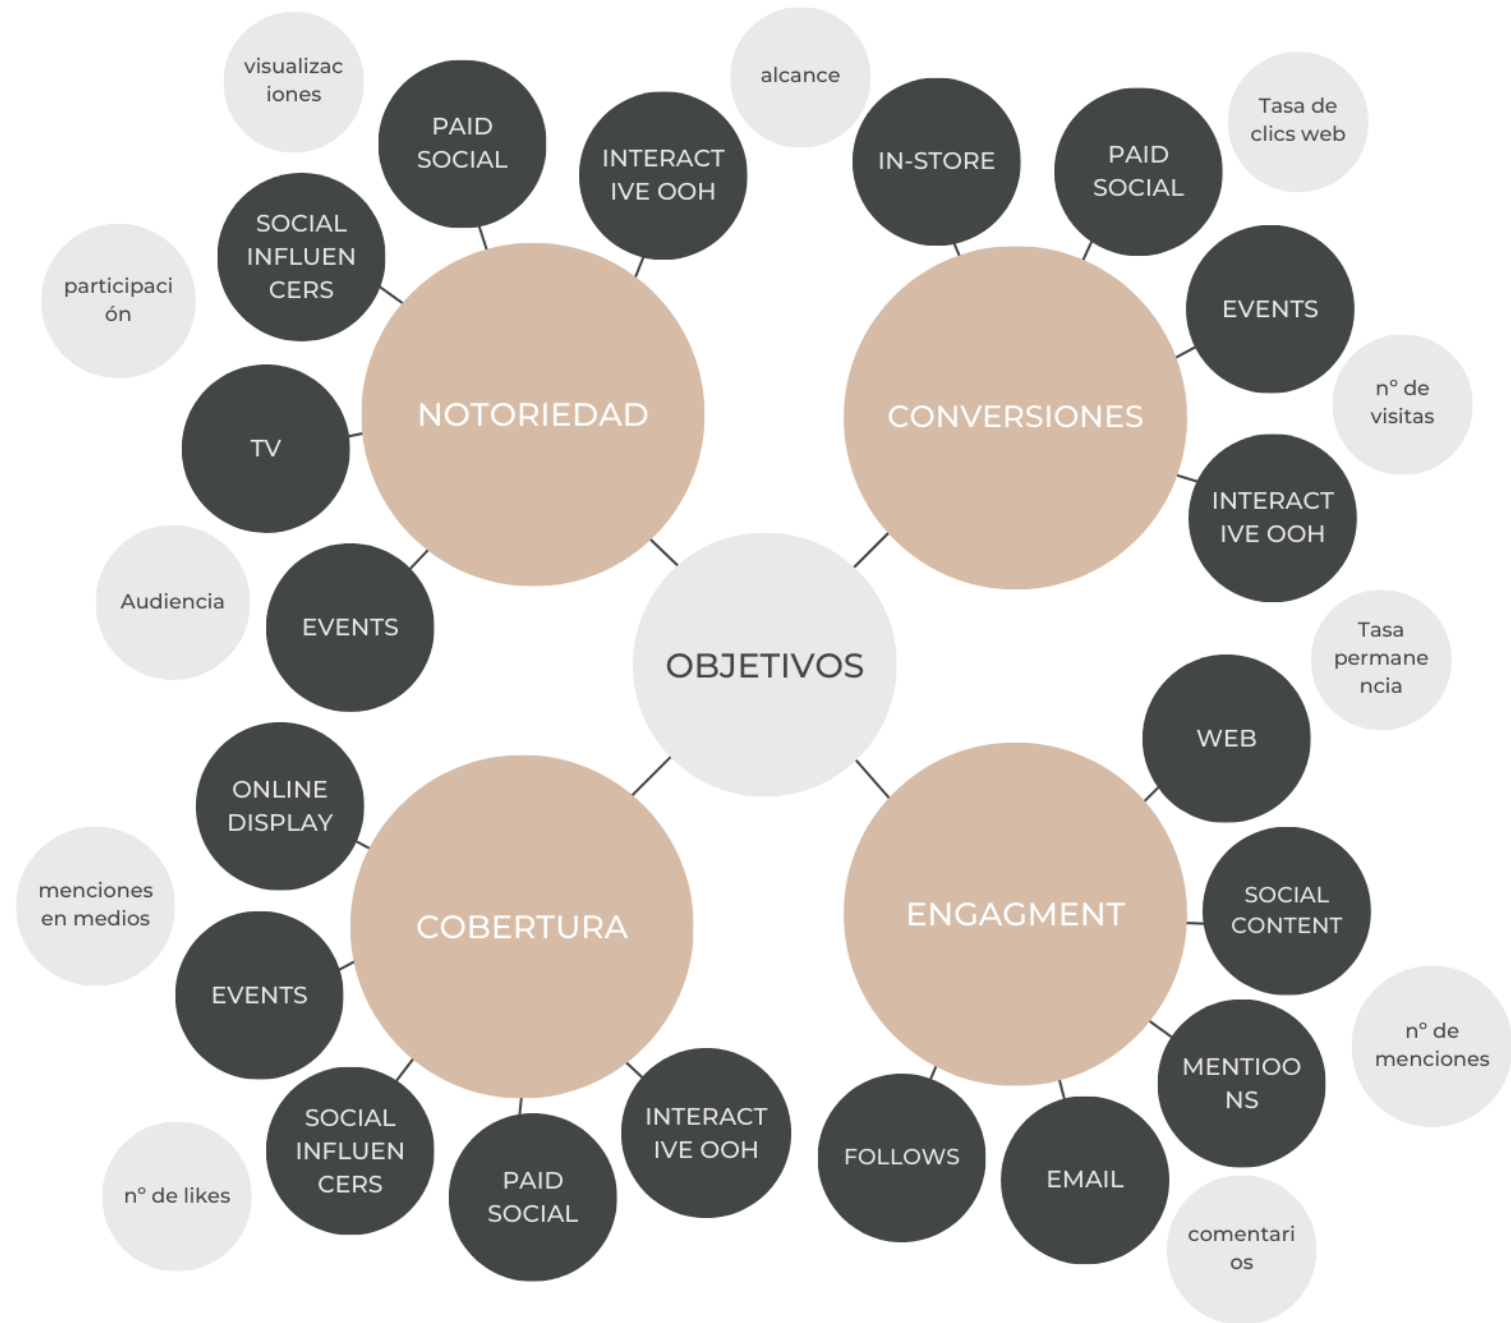 visualizac
iones
PAID
SOCIAL
INTERACT
IVE OOH
alcance
IN-STORE
PAID
SOCIAL
Tasa de
clics web
SOCIAL
INFLUEN
CERS
participaci
ón
EVENTS
NOTORIEDAD
CONVERSIONES
nº de
visitas
TV
INTERACT
IVE OOH
Audiencia
EVENTS
OBJETIVOS
Tasa
permane
ncia
WEB
ONLINE
DISPLAY
menciones
en medios
COBERTURA
ENGAGMENT
SOCIAL
CONTENT
EVENTS
nº de
menciones
MENTIOO
NS
SOCIAL
INFLUEN
CERS
INTERACT
IVE OOH
FOLLOWS
EMAIL
nº de likes
PAID
SOCIAL
comentari
os